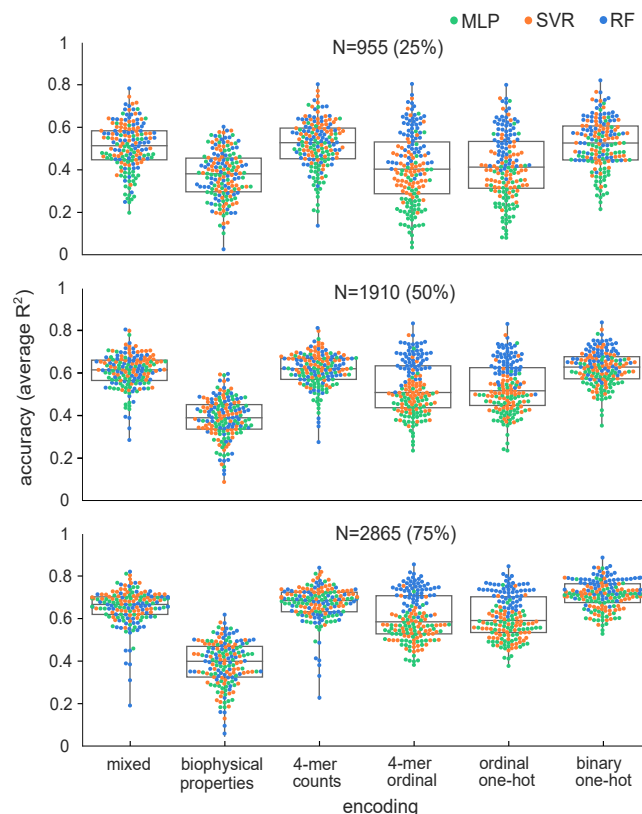 MLP SVR RF
N=955 (25%)
1
0.8
0.6
0.4
0.2
0
N=1910 (50%)
1
0.8
0.6
0.4
0.2
0
accuracy (average R²)
N=2865 (75%)
1
0.8
0.6
0.4
0.2
0
mixed biophysical 4-mer 4-mer ordinal binary
properties counts ordinal one-hot one-hot
encoding